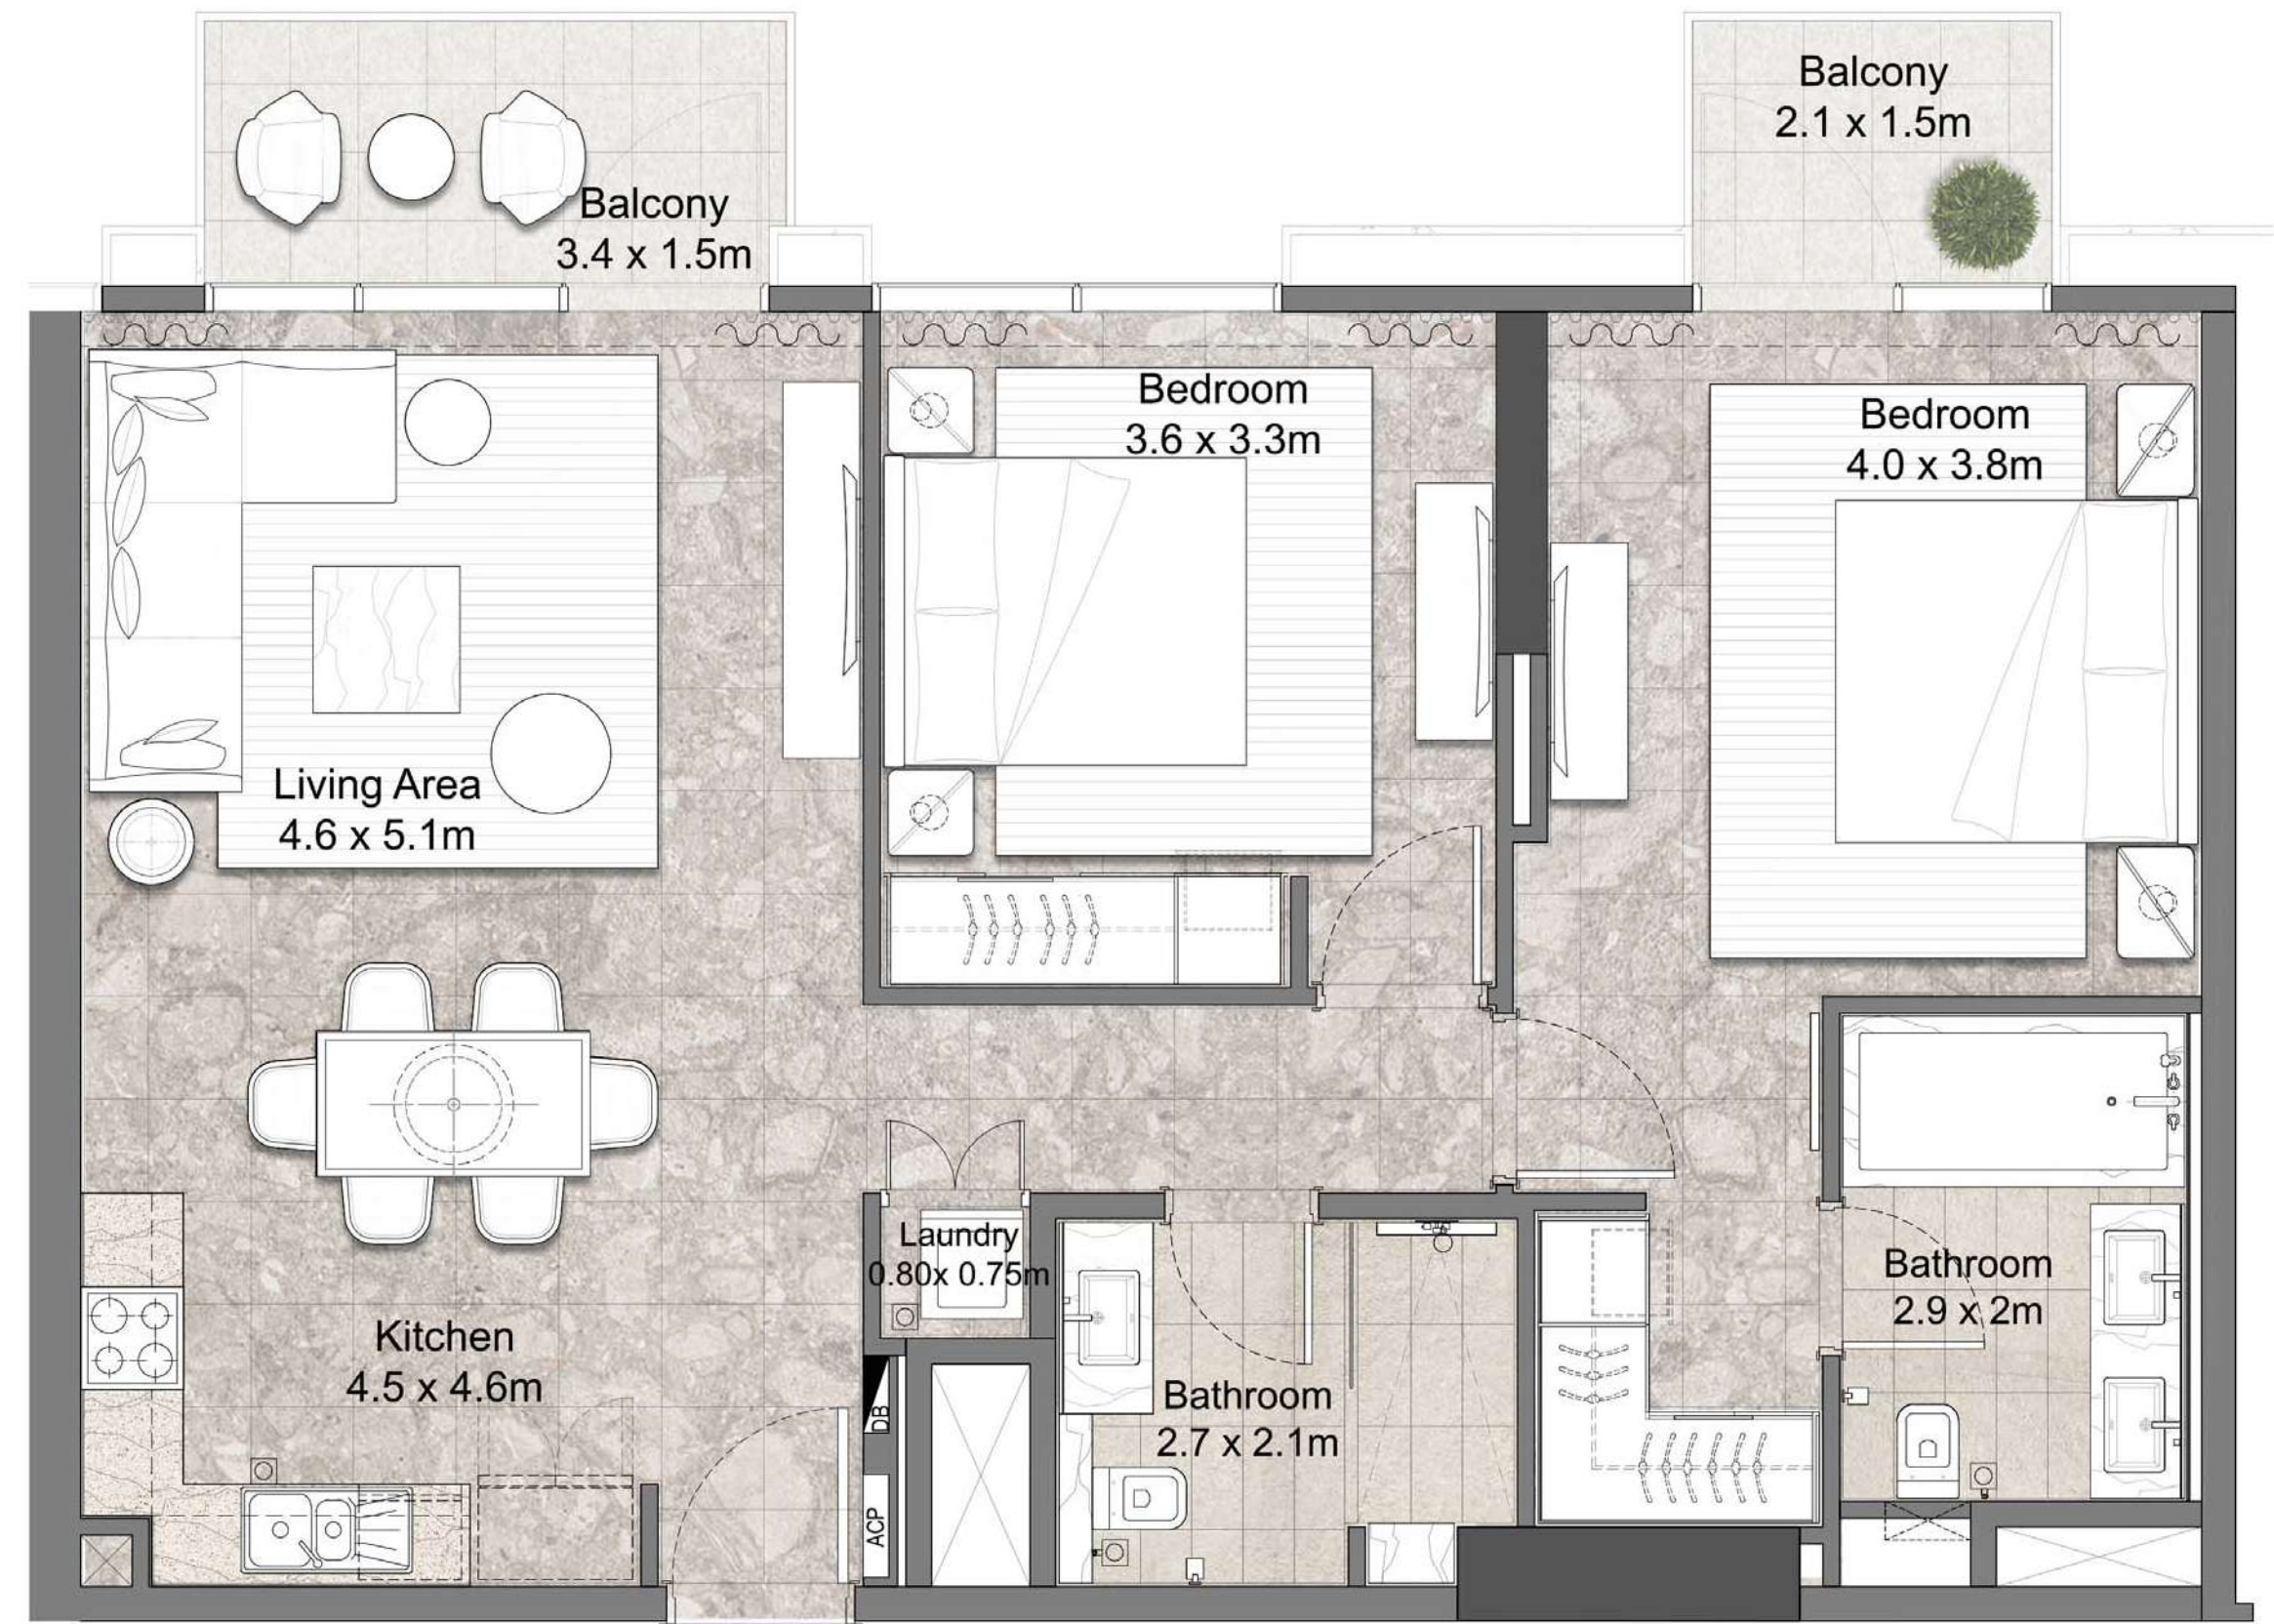 Balcony
3.4 x 1.5m
Balcony
2.1 x 1.5m
Bedroom
3.6 x 3.3m
Bedroom
4.0 x 3.8m
Living Area
4.6 x 5.1m
Laundry
0.80x 0.75m
Kitchen
4.5 x 4.6m
DB
ACP
Bathroom
2.7 x 2.1m
Bathroom
2.9 x 2m